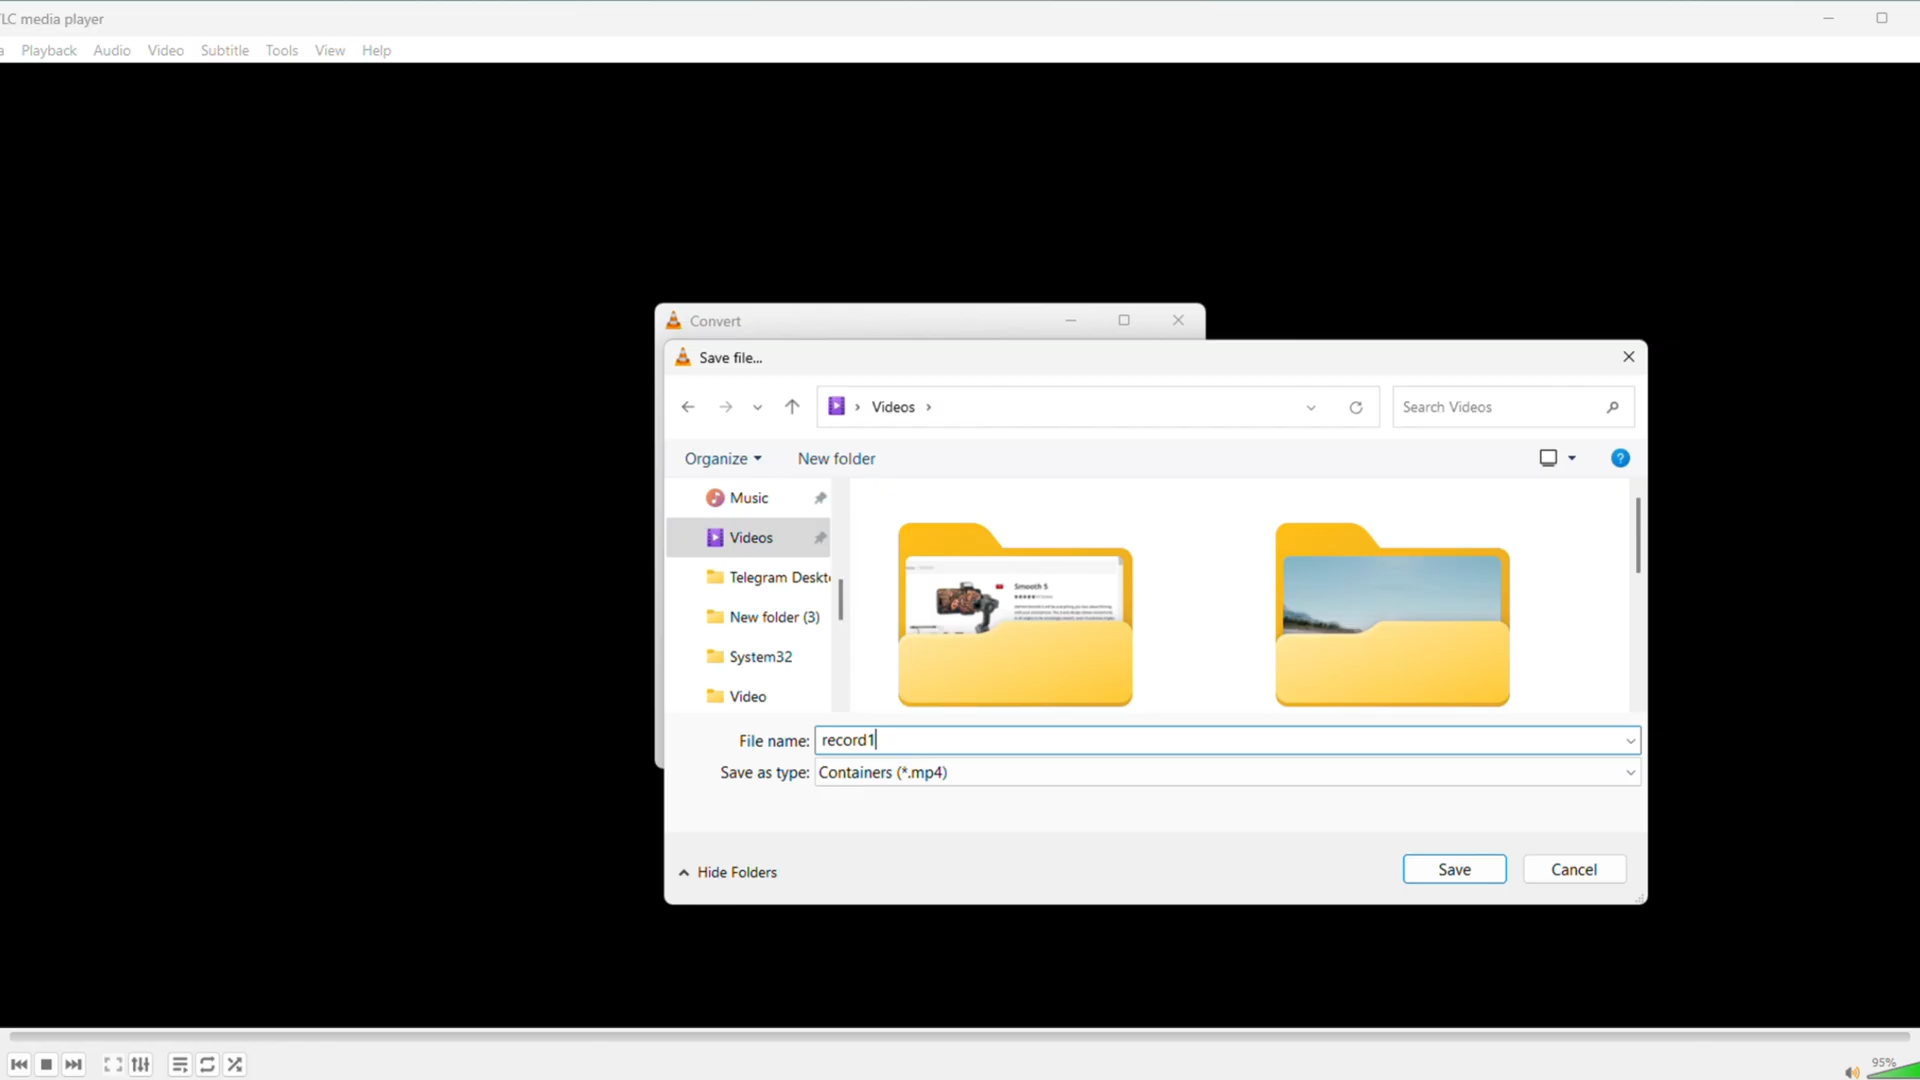 LC media player
a Playback Audio Video Subtitle Tools View Help
Convert
Save file...
Videos
Search Videos
Organize New folder
?
Music
Videos
Telegram Deskt
New folder (3)
System32
Video
Smooth 5
File name: record1
Save as type: Containers (*.mp4)
Hide Folders
Save Cancel
95%